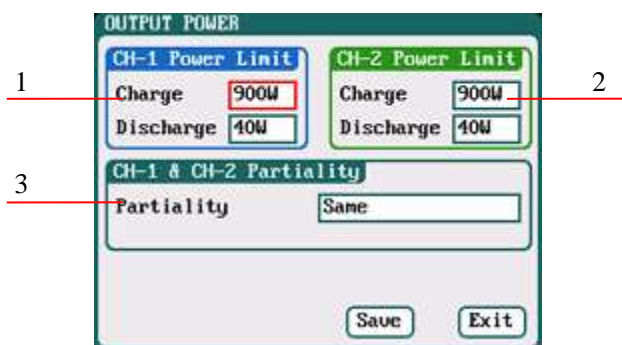 OUTPUT POWER
CH-1 Power Limit
CH-2 Power Limit
1
Charge 900W
Charge 900W
2
Discharge 40W
Discharge 40W
CH-1 & CH-2 Partiality
3
Partiality Same
Save Exit